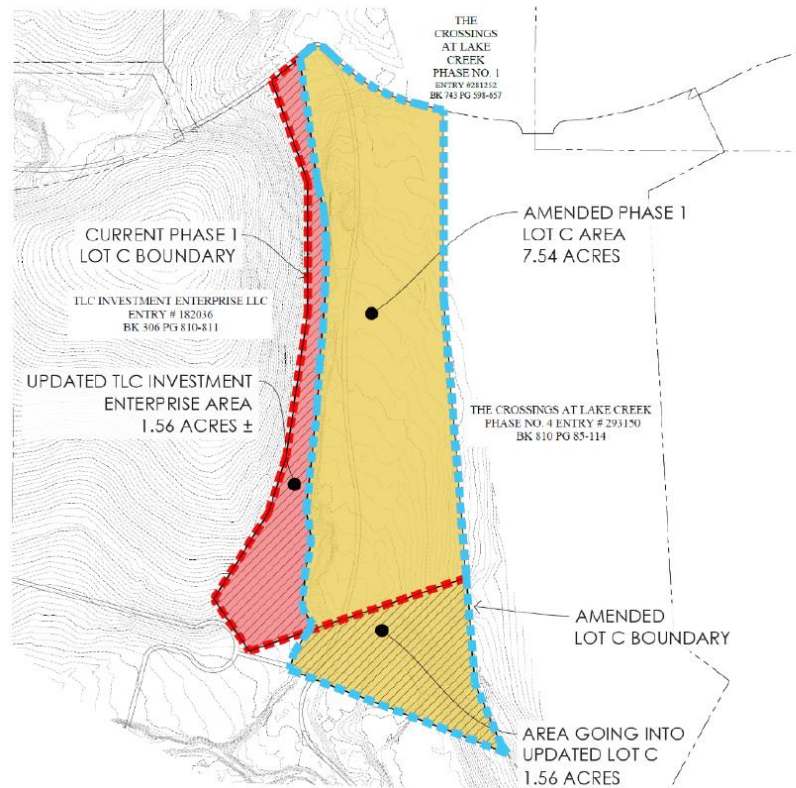 THE
CROSSINGS
AT LAKE
CREEK
PHASE NO. 1
ENTRY #281252
BK 743 PG 598-657
AMENDED PHASE 1
LOT C AREA
7.54 ACRES
CURRENT PHASE 1
LOT C BOUNDARY
TLC INVESTMENT ENTERPRISE LLC
ENTRY # 182036
BK 306 PG 810-811
UPDATED TLC INVESTMENT
ENTERPRISE AREA
1.56 ACRES ±
THE CROSSINGS AT LAKE CREEK
PHASE NO. 4 ENTRY # 293150
BK 810 PG 85-114
AMENDED
LOT C BOUNDARY
AREA GOING INTO
UPDATED LOT C
1.56 ACRES